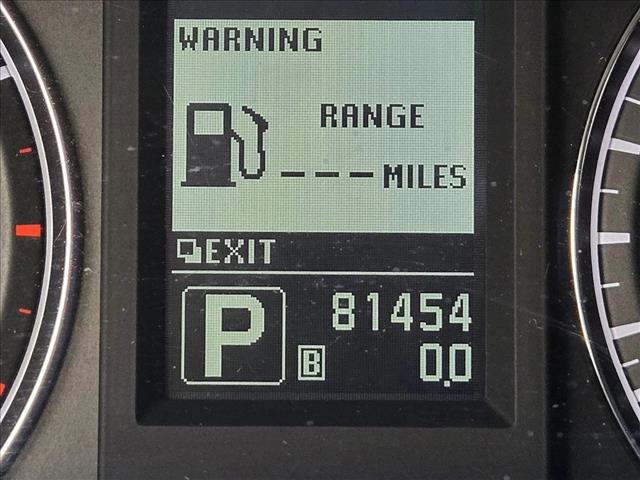 WARNING
RANGE
--- MILES
EXIT
P 81454
B 0.0